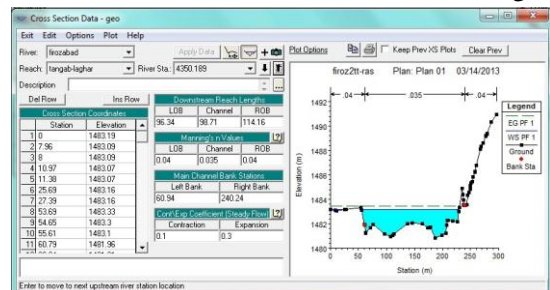 Cross Section Data - geo
Exit Edit Options Plot Help
River: firozabad Apply Data
Plot Options Keep Prev XS Plots Clear Prev
Reach: tangab-laghar River Sta.: 4350.189
Description
Del Row Ins Row
Cross Section Coordinates
Station Elevation
1 0 1483.19
2 7.96 1483.09
3 8 1483.09
4 10.97 1483.07
5 11.38 1483.07
6 25.69 1483.16
7 27.39 1483.16
8 53.69 1483.33
9 54.65 1483.3
10 55.61 1483.1
11 60.79 1481.96
Downstream Reach Lengths
LOB Channel ROB
96.34 98.71 114.16
Manning's n Values
LOB Channel ROB
0.04 0.035 0.04
Main Channel Bank Stations
Left Bank Right Bank
60.94 240.24
Cont\Exp Coefficient (Steady Flow)
Contraction Expansion
0.1 0.3
firoz2tt-ras Plan: Plan 01 03/14/2013
.04 .035 .04
Legend
EG PF 1
WS PF 1
Ground
Bank Sta
Elevation (m)
1492
1490
1488
1486
1484
1482
1480
0 50 100 150 200 250 300
Station (m)
Enter to move to next upstream river station location